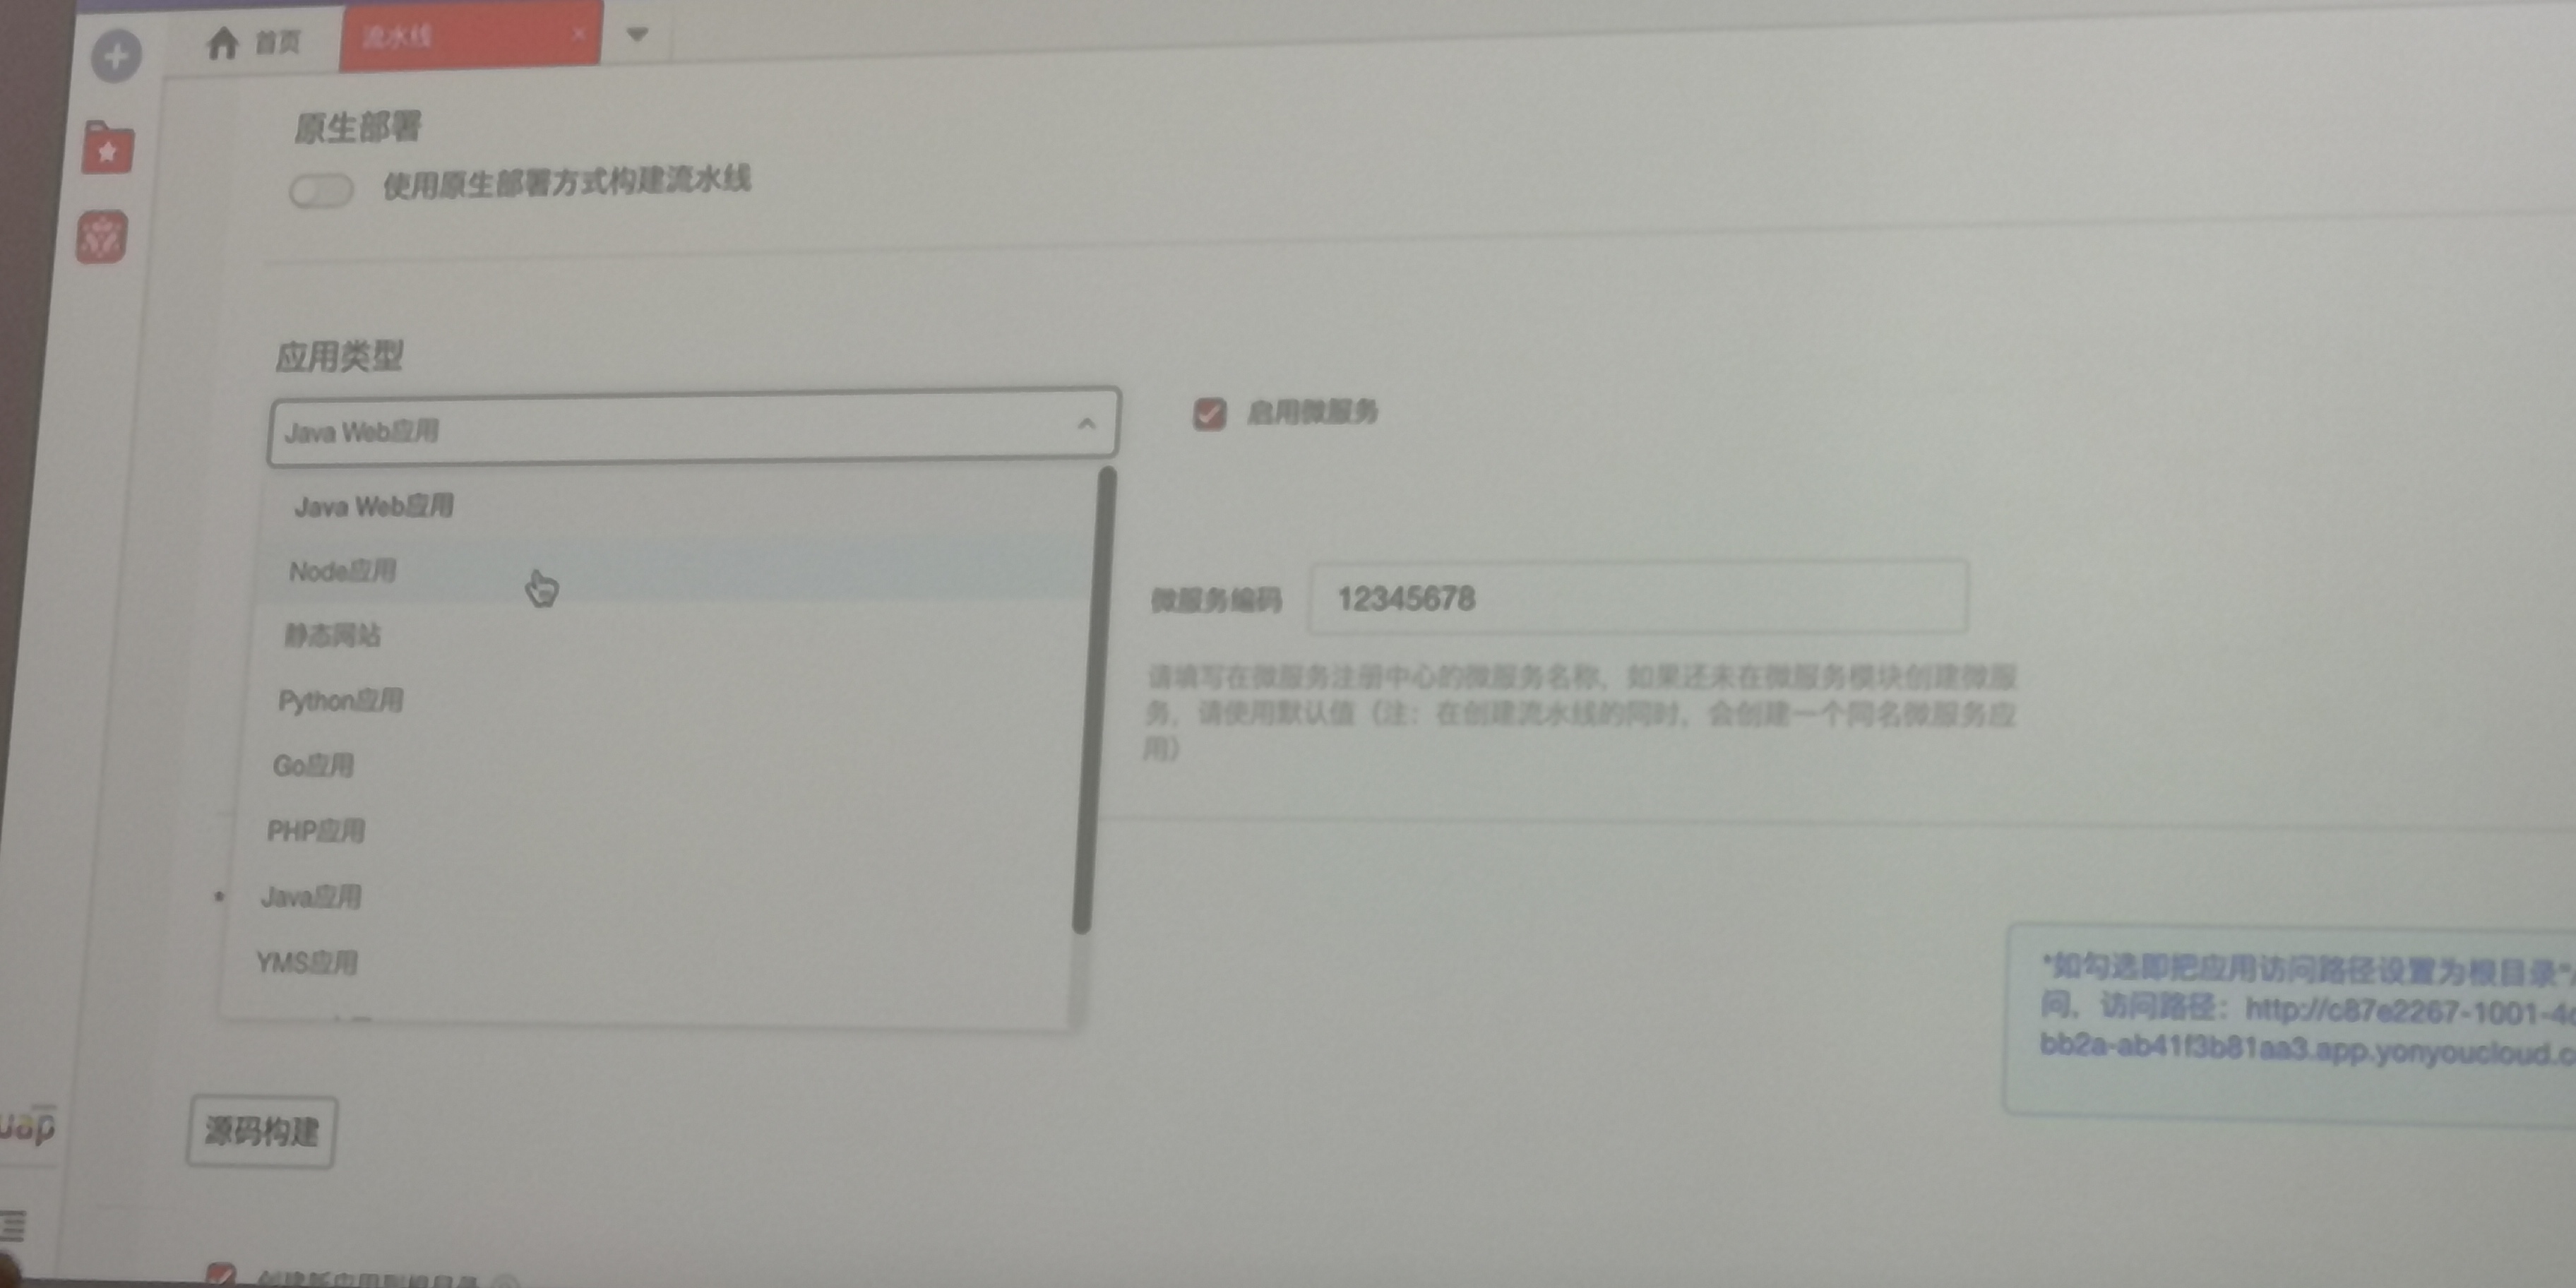 首页
流水线
原生部署
使用原生部署方式构建流水线
应用类型
Java Web应用
启用微服务
Java Web应用
Node应用
静态网站
Python应用
Go应用
PHP应用
Java应用
YMS应用
微服务编码
12345678
请填写在微服务注册中心的微服务名称，如果还未在微服务模块创建微服
务，请使用默认值（注：在创建流水线的同时，会创建一个同名微服务应
用）
*如勾选即把应用访问路径设置为根目录"/
问，访问路径：http://c87e2267-1001-4
bb2a-ab41f3b81aa3.app.yonyoucloud.c
uap
源码构建